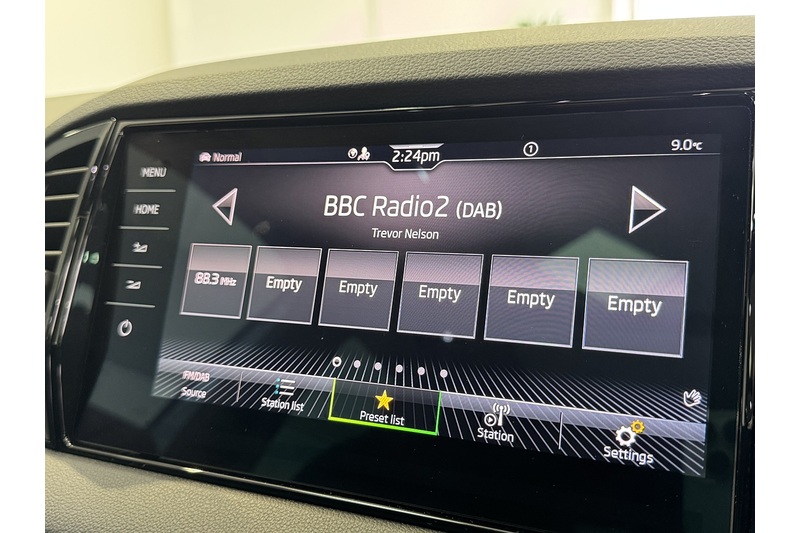 Normal
2:24pm
1
9.0°C
MENU
HOME
BBC Radio2 (DAB)
Trevor Nelson
88.3 MHz
Empty
Empty
Empty
Empty
Empty
FM/DAB
Source
Station list
Preset list
Station
Settings